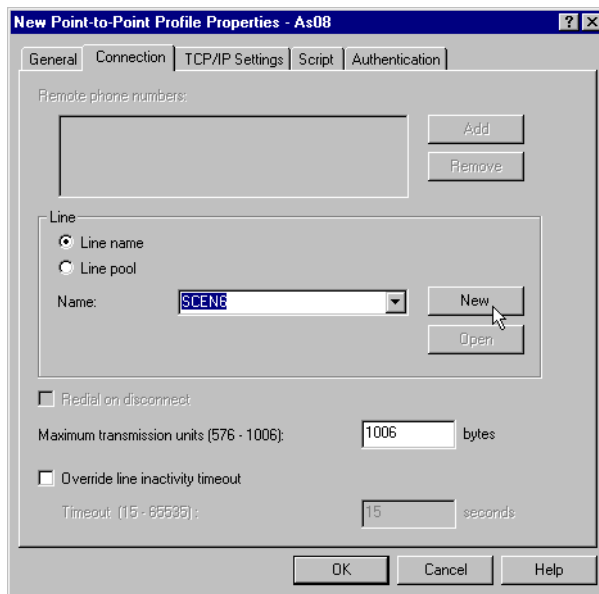 New Point-to-Point Profile Properties - As08
General Connection TCP/IP Settings Script Authentication
Remote phone numbers:
Add
Remove
Line
Line name
Line pool
Name: SCEN6 New
Open
Redial on disconnect
Maximum transmission units (576 - 1006): 1006 bytes
Override line inactivity timeout
Timeout (15 - 65535) : 15 seconds
OK Cancel Help